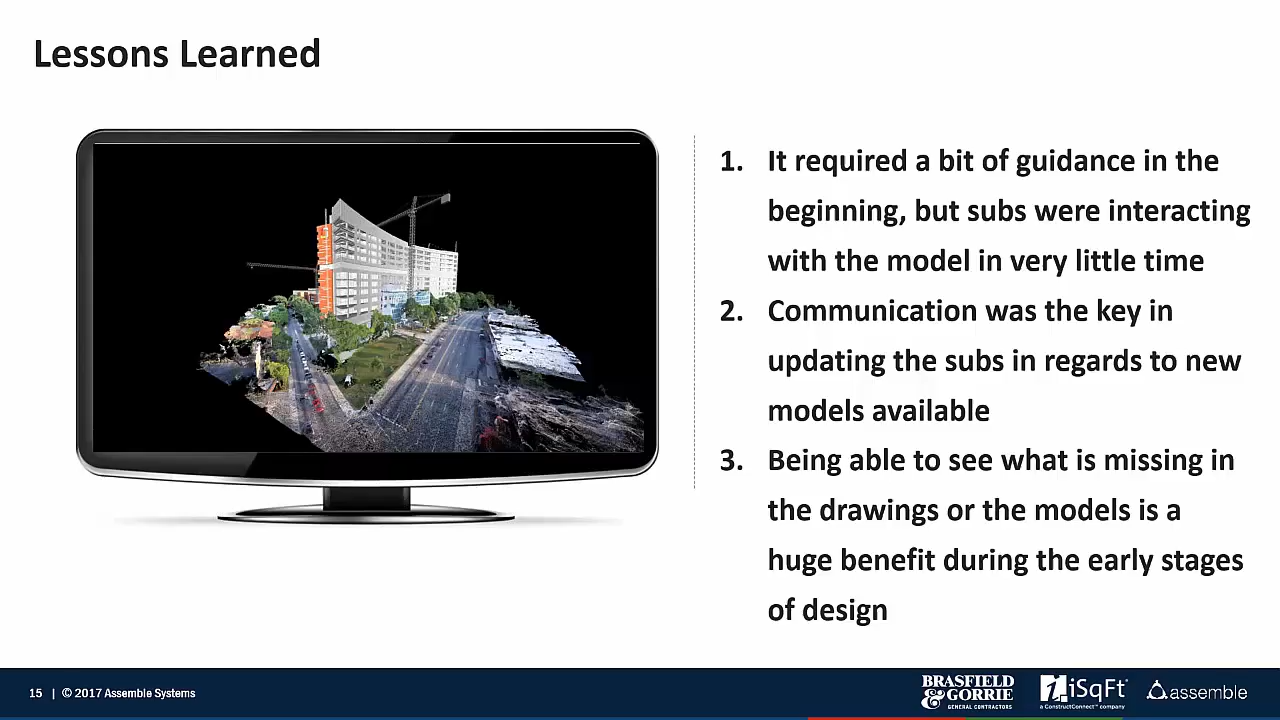 Lessons Learned
1. It required a bit of guidance in the
beginning, but subs were interacting
with the model in very little time
2. Communication was the key in
updating the subs in regards to new
models available
3. Being able to see what is missing in
the drawings or the models is a
huge benefit during the early stages
of design
15 | © 2017 Assemble Systems
BRASFIELD
& GORRIE
GENERAL CONTRACTORS
iSqFt®
a ConstructConnect™ company
assemble